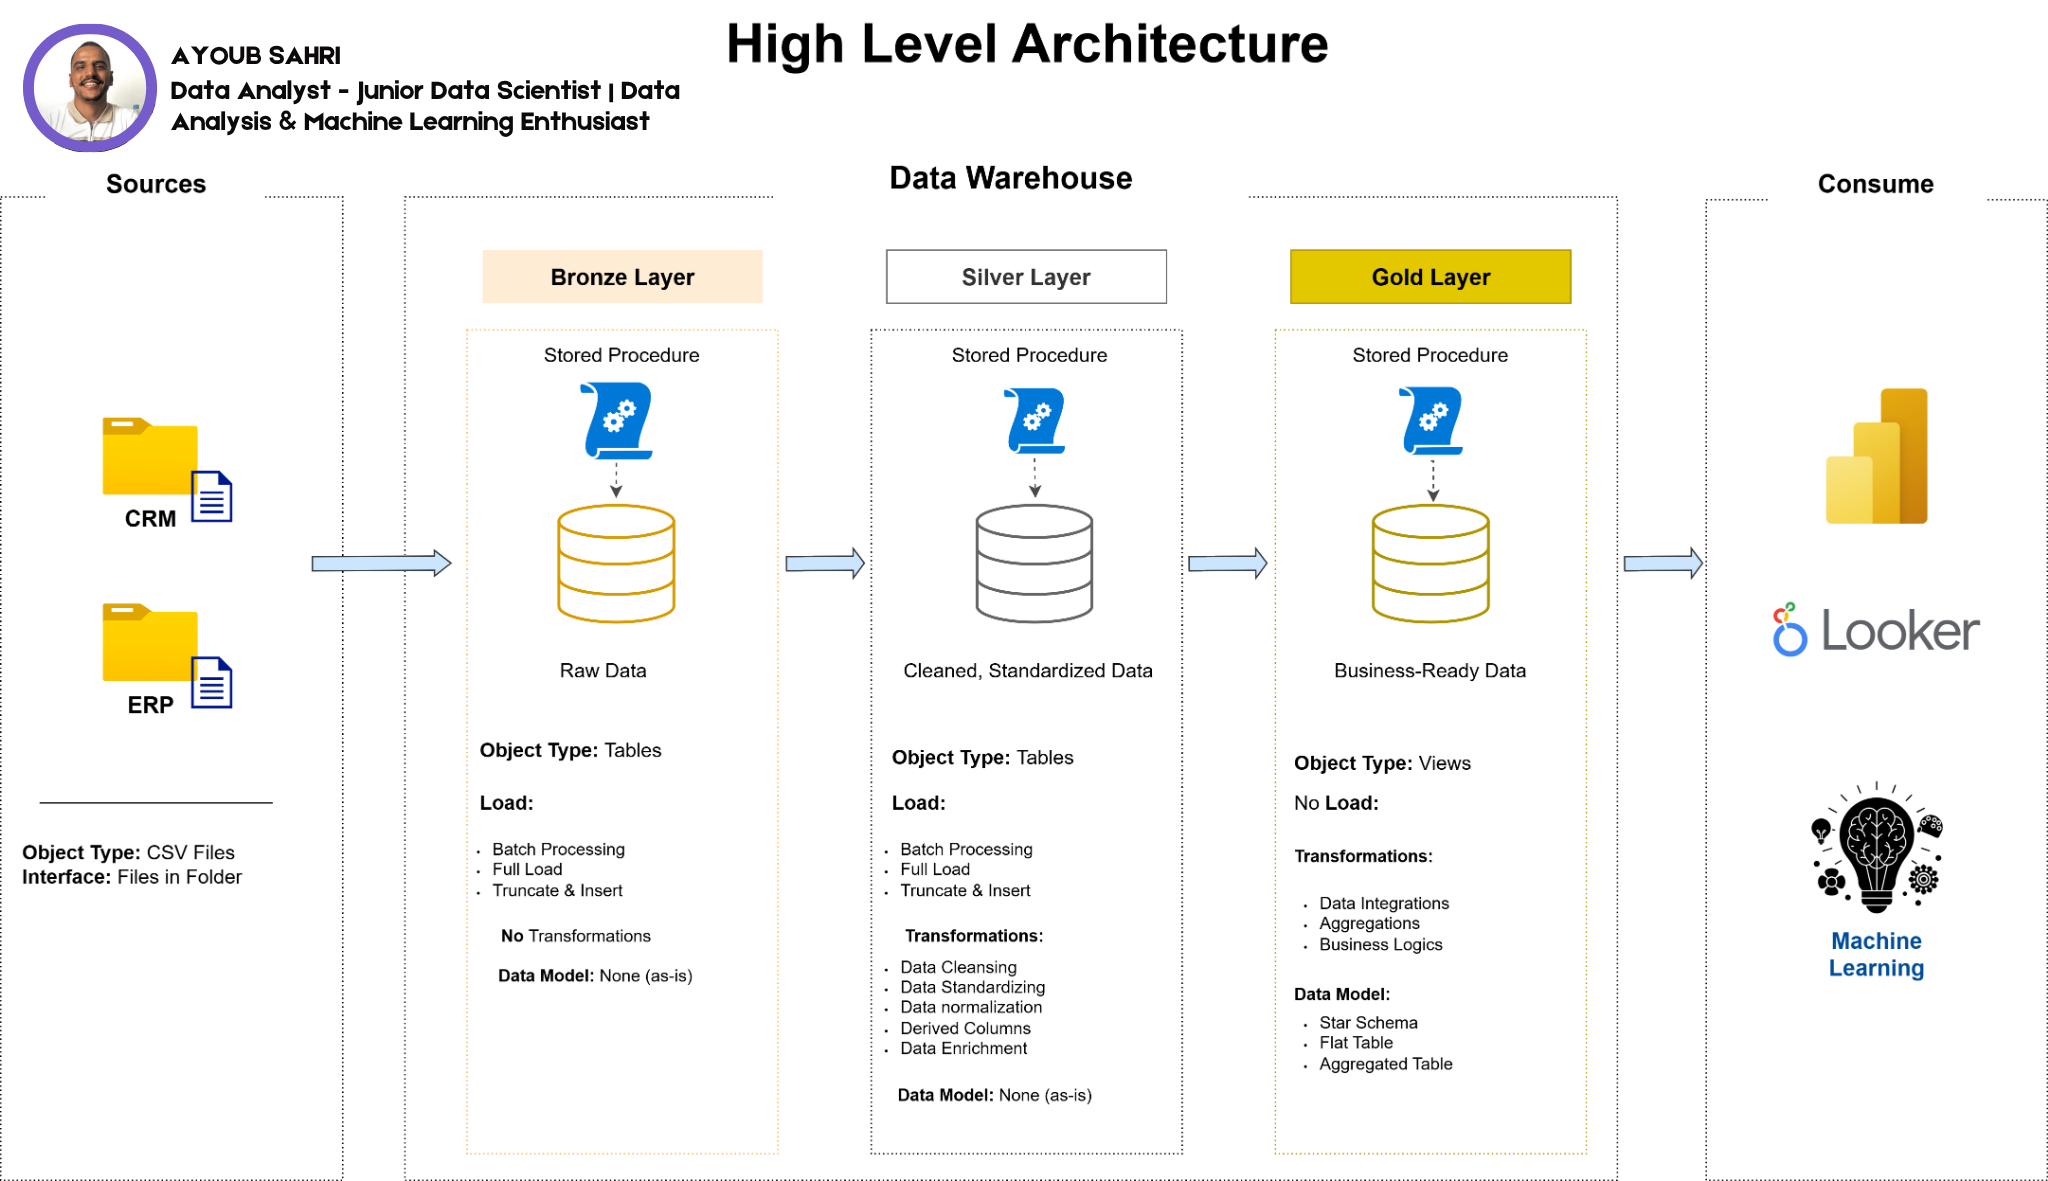 High Level Architecture
AYOUB SAHRI
Data Analyst - Junior Data Scientist | Data
Analysis & Machine Learning Enthusiast
Sources
CRM
ERP
Object Type: CSV Files
Interface: Files in Folder
Data Warehouse
Bronze Layer
Stored Procedure
Raw Data
Object Type: Tables
Load:
Batch Processing
Full Load
Truncate & Insert
No Transformations
Data Model: None (as-is)
Silver Layer
Stored Procedure
Cleaned, Standardized Data
Object Type: Tables
Load:
Batch Processing
Full Load
Truncate & Insert
Transformations:
Data Cleansing
Data Standardizing
Data normalization
Derived Columns
Data Enrichment
Data Model: None (as-is)
Gold Layer
Stored Procedure
Business-Ready Data
Object Type: Views
No Load:
Transformations:
Data Integrations
Aggregations
Business Logics
Data Model:
Star Schema
Flat Table
Aggregated Table
Consume
Looker
Machine
Learning